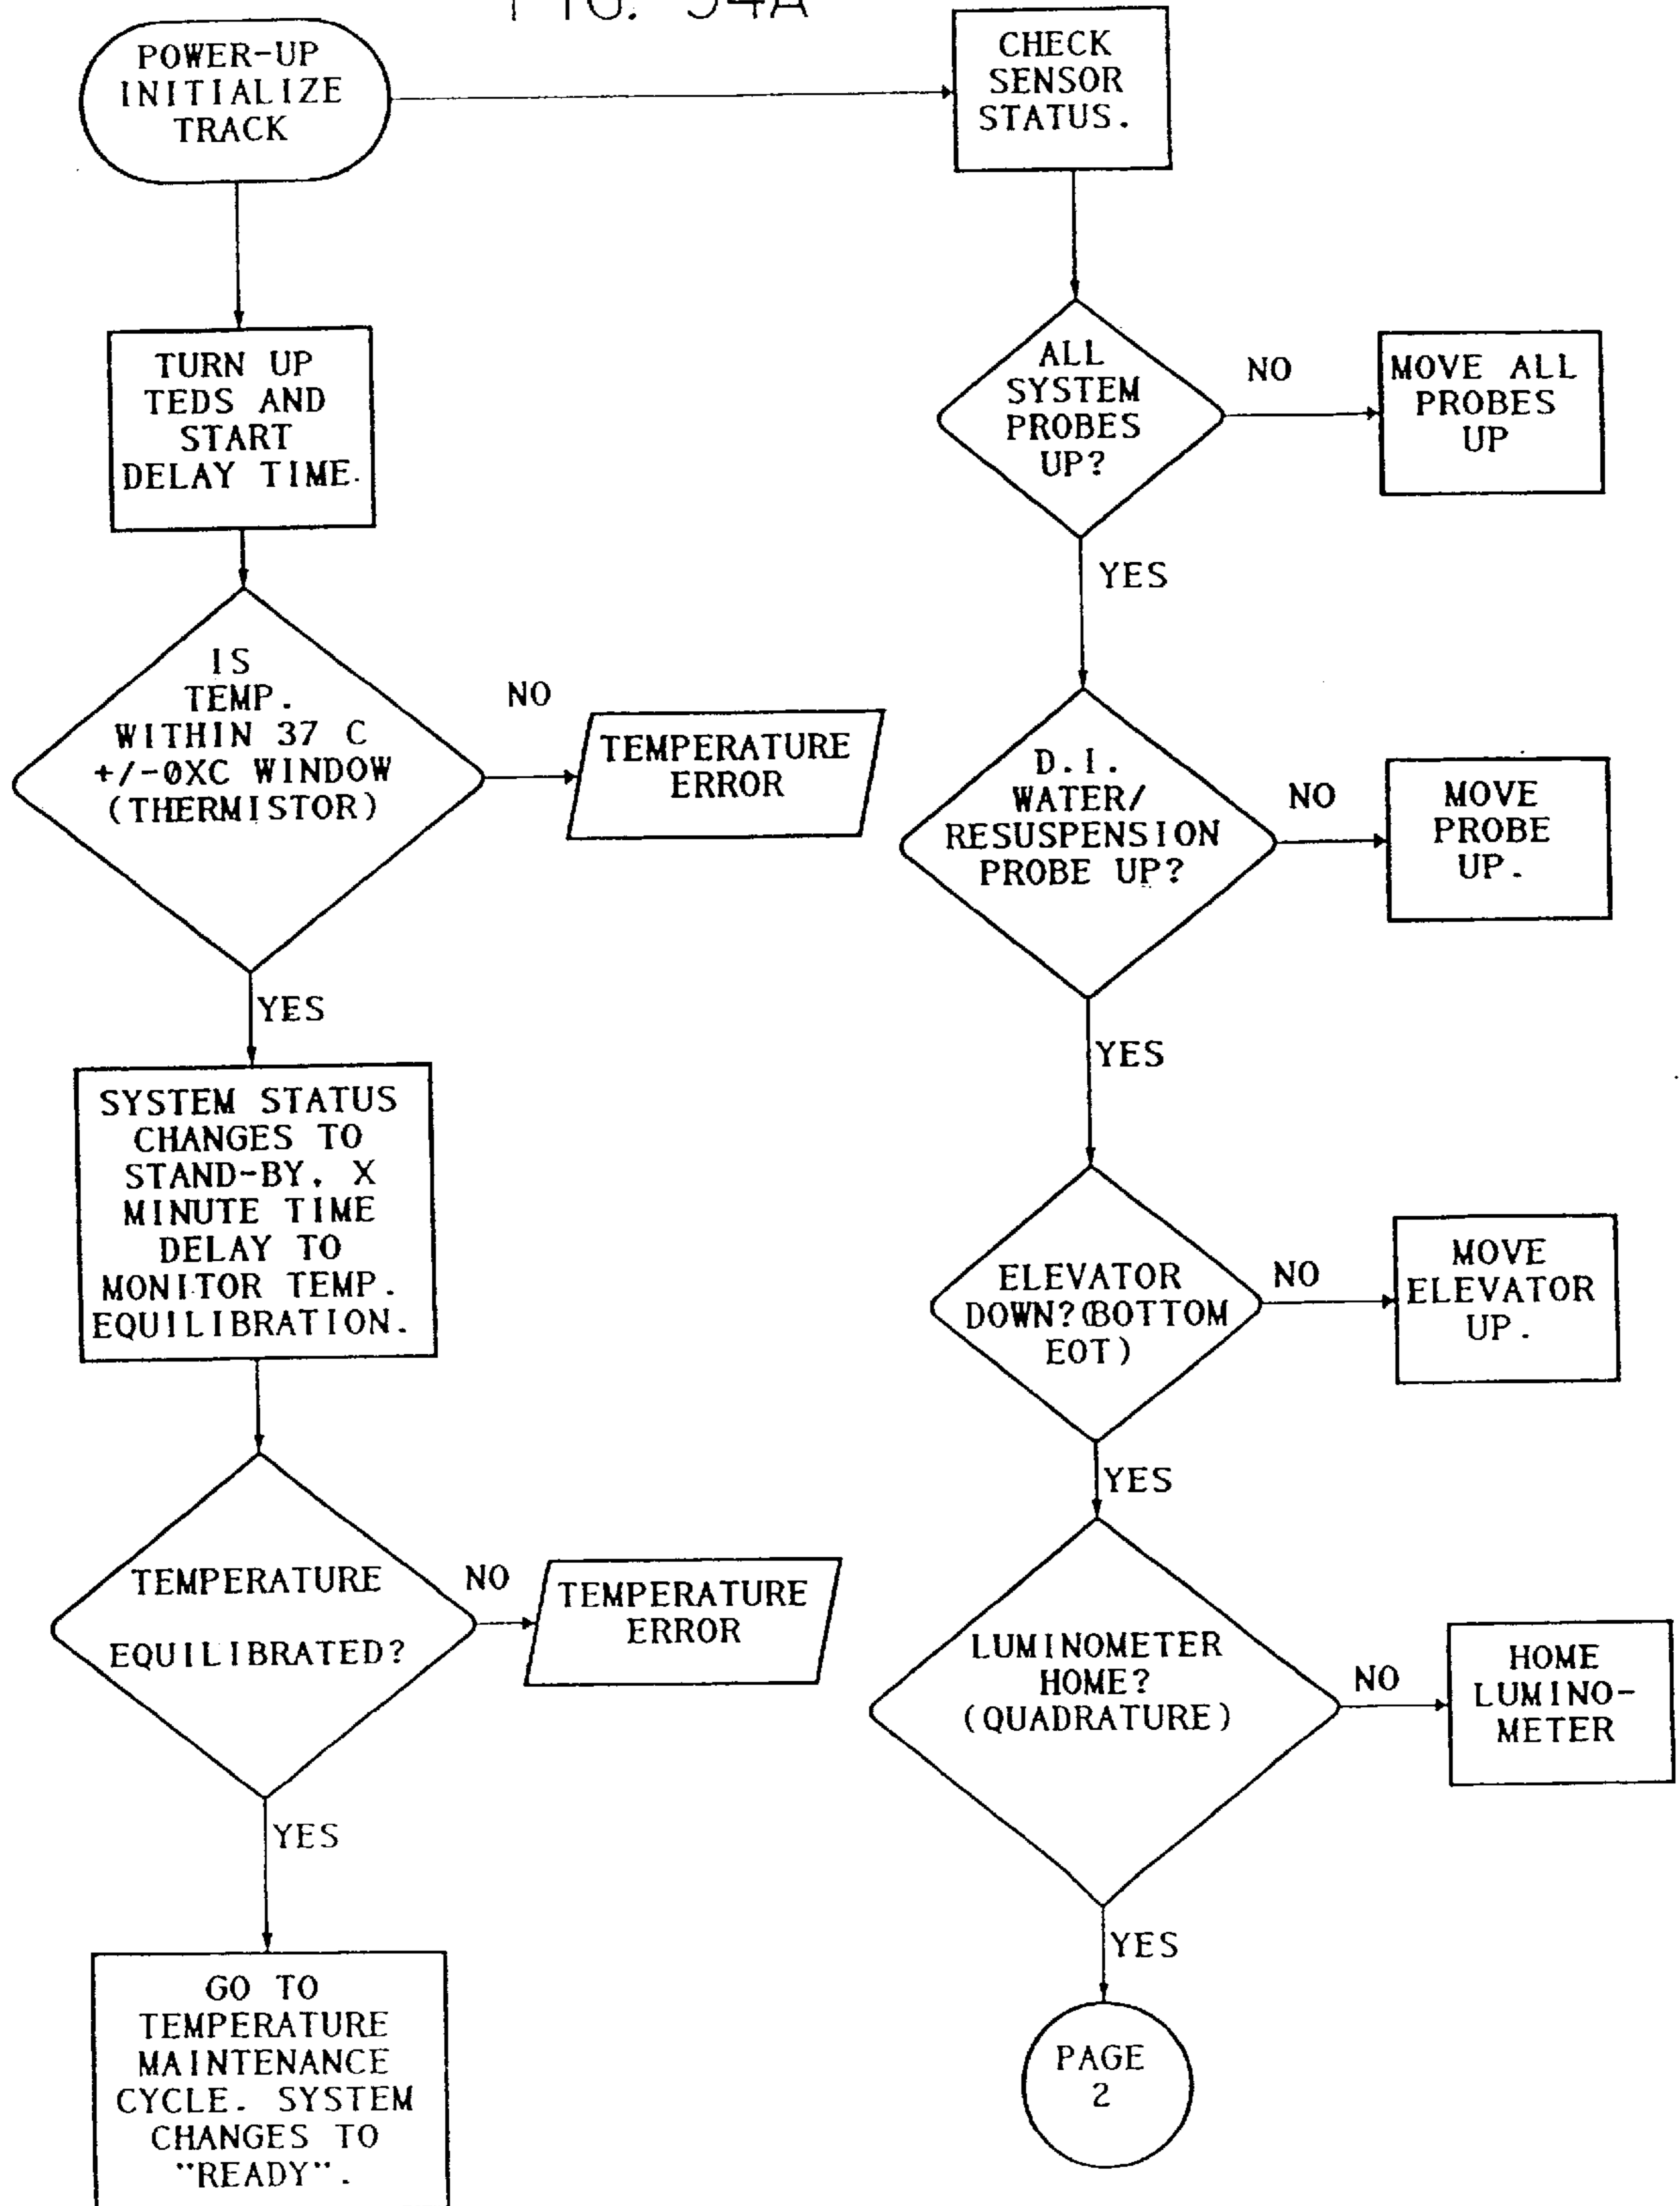 FIG. 54A
POWER-UP
INITIALIZE
TRACK
CHECK
SENSOR
STATUS.
TURN UP
TEDS AND
START
DELAY TIME.
ALL
SYSTEM
PROBES
UP?
NO
MOVE ALL
PROBES
UP
YES
IS
TEMP.
WITHIN 37 C
+/-0XC WINDOW
(THERMISTOR)
NO
TEMPERATURE
ERROR
YES
D.I.
WATER/
RESUSPENSION
PROBE UP?
NO
MOVE
PROBE
UP.
YES
SYSTEM STATUS
CHANGES TO
STAND-BY, X
MINUTE TIME
DELAY TO
MONITOR TEMP.
EQUILIBRATION.
ELEVATOR
DOWN?(BOTTOM
EOT)
NO
MOVE
ELEVATOR
UP.
YES
TEMPERATURE
EQUILIBRATED?
NO
TEMPERATURE
ERROR
YES
LUMINOMETER
HOME?
(QUADRATURE)
NO
HOME
LUMINO-
METER
YES
GO TO
TEMPERATURE
MAINTENANCE
CYCLE. SYSTEM
CHANGES TO
"READY".
PAGE
2